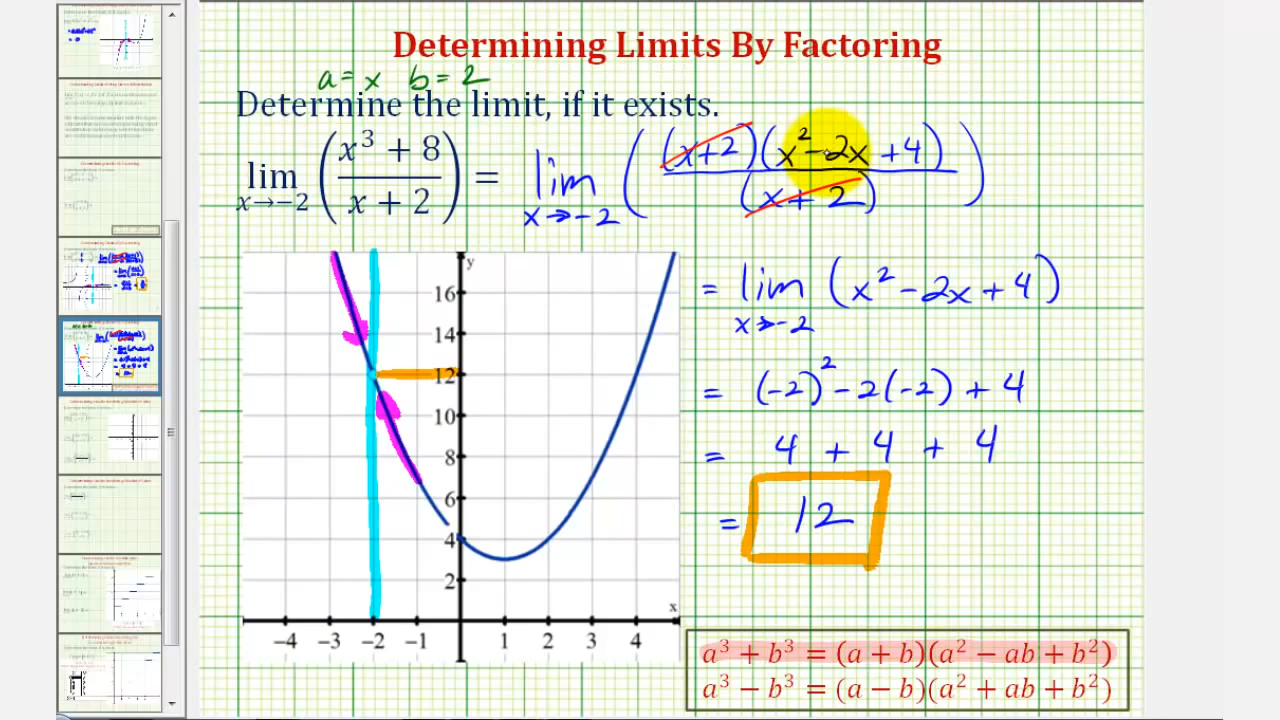 Determining Limits By Factoring
a = x b = 2
Determine the limit, if it exists.
lim x→−2 (x³ + 8 / x + 2) = lim x→−2 ((x+2)(x²−2x+4) / (x+2))
= lim x→−2 (x²−2x+4)
= (−2)²−2(−2)+4
= 4 + 4 + 4
= 12
y
16
14
12
10
8
6
4
2
x
−4 −3 −2 −1 1 2 3 4
a³ + b³ = (a + b)(a² − ab + b²)
a³ − b³ = (a − b)(a² + ab + b²)